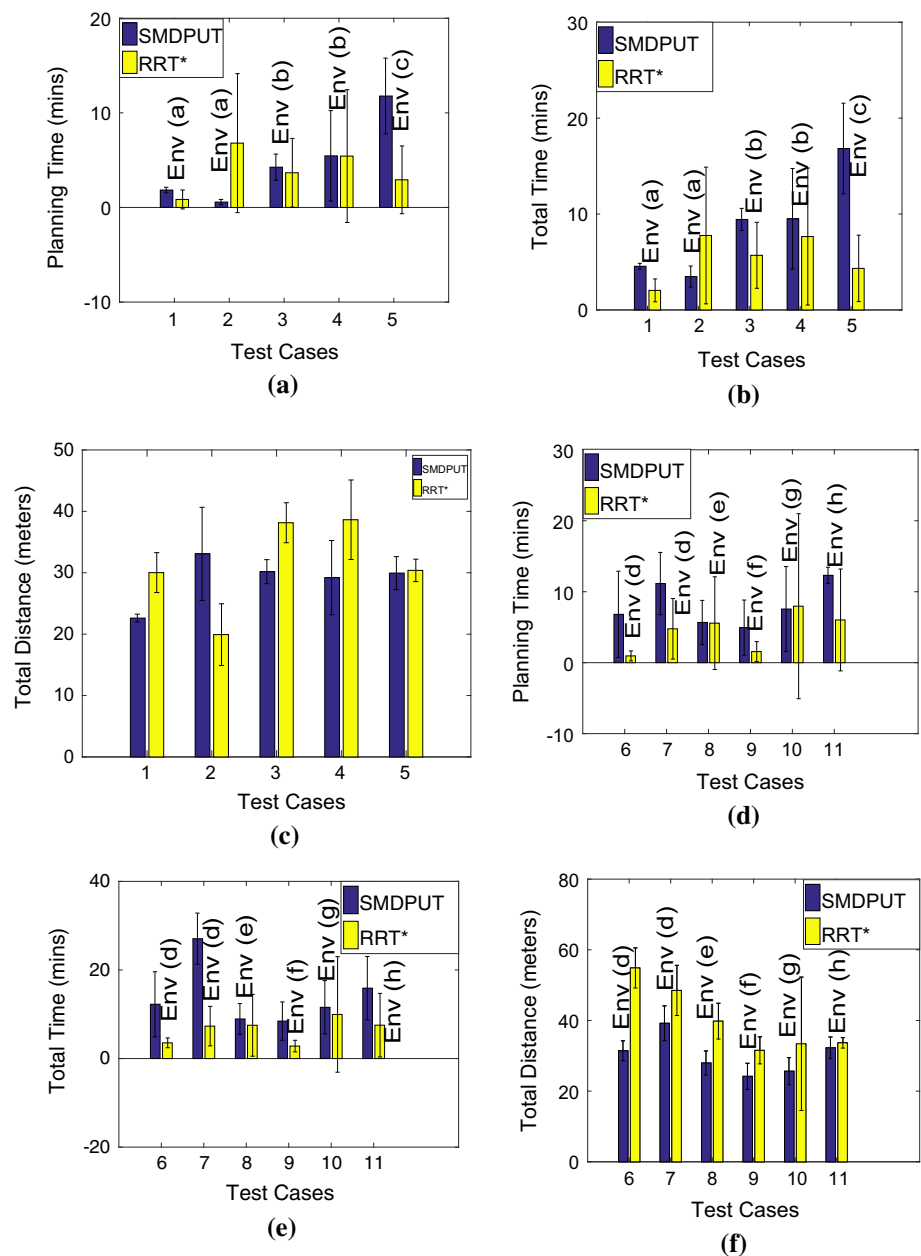 20
10
0
-10
Planning Time (mins)
SMDPUT
RRT*
Env (a)
Env (a)
Env (b)
Env (b)
Env (c)
1 2 3 4 5
Test Cases
(a)
30
20
10
0
Total Time (mins)
SMDPUT
RRT*
Env (a)
Env (a)
Env (b)
Env (b)
Env (c)
1 2 3 4 5
Test Cases
(b)
50
40
30
20
10
0
Total Distance (meters)
SMDPUT
RRT*
1 2 3 4 5
Test Cases
(c)
30
20
10
0
-10
Planning Time (mins)
SMDPUT
RRT*
Env (d)
Env (d)
Env (e)
Env (f)
Env (g)
Env (h)
6 7 8 9 10 11
Test Cases
(d)
40
20
0
-20
Total Time (mins)
SMDPUT
RRT*
Env (d)
Env (d)
Env (e)
Env (f)
Env (g)
Env (h)
6 7 8 9 10 11
Test Cases
(e)
80
60
40
20
0
Total Distance (meters)
SMDPUT
RRT*
Env (d)
Env (d)
Env (e)
Env (f)
Env (g)
Env (h)
6 7 8 9 10 11
Test Cases
(f)